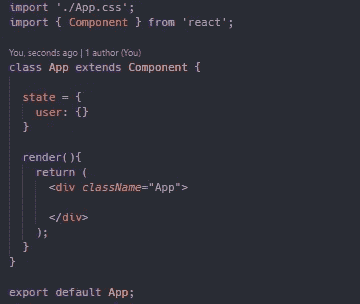 import './App.css';
import { Component } from 'react';
You, seconds ago | 1 author (You)
class App extends Component {
state = {
user: {}
}
render(){
return (
<div className="App">
</div>
);
}
}
export default App;